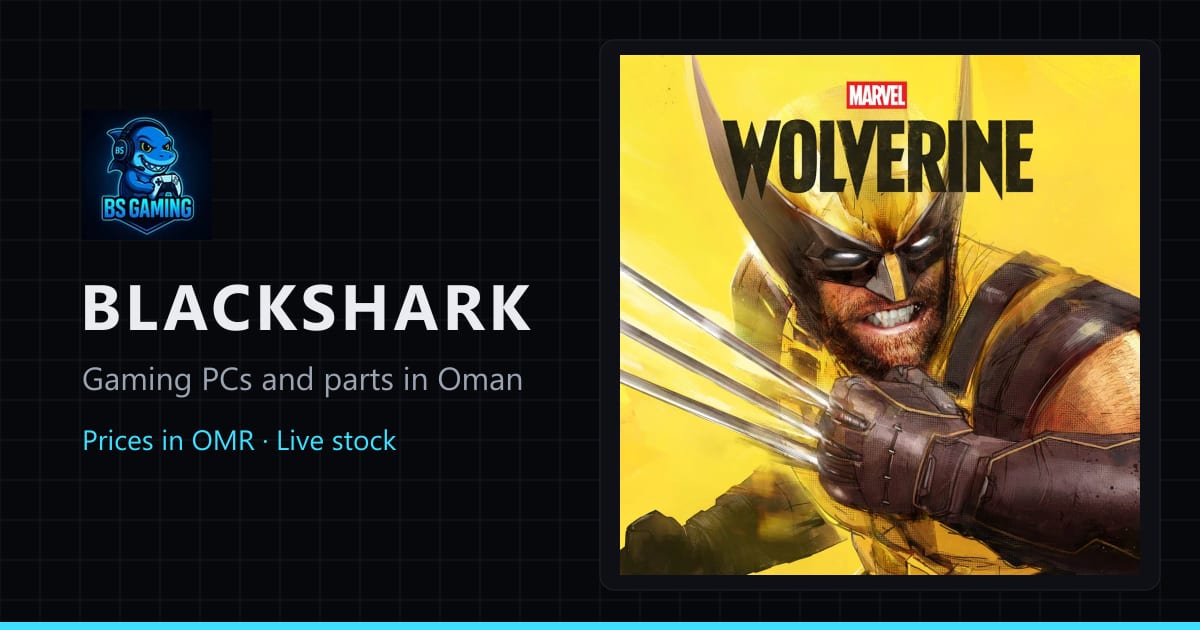 BS
BS GAMING
BLACKSHARK
Gaming PCs and parts in Oman
Prices in OMR · Live stock
MARVEL
WOLVERINE